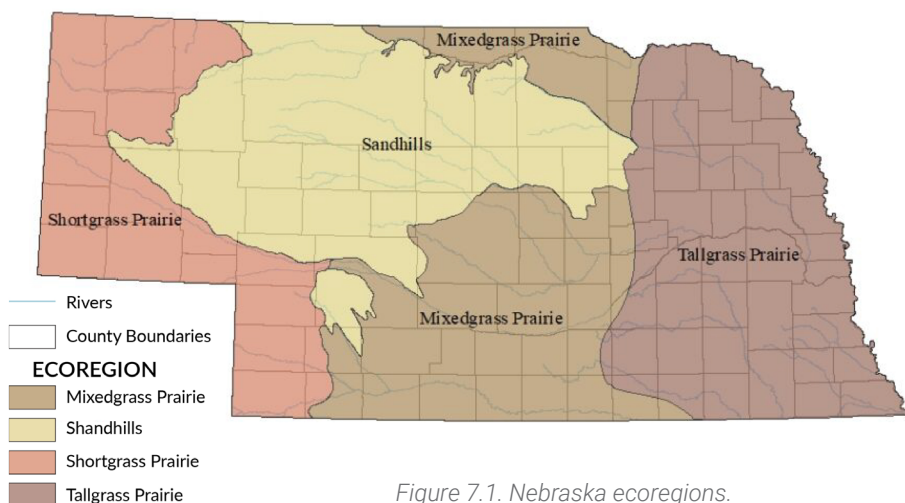 Mixedgrass Prairie
Sandhills
Shortgrass Prairie
Tallgrass Prairie
Mixedgrass Prairie
Rivers
County Boundaries
ECOREGION
Mixedgrass Prairie
Shandhills
Shortgrass Prairie
Tallgrass Prairie
Figure 7.1. Nebraska ecoregions.